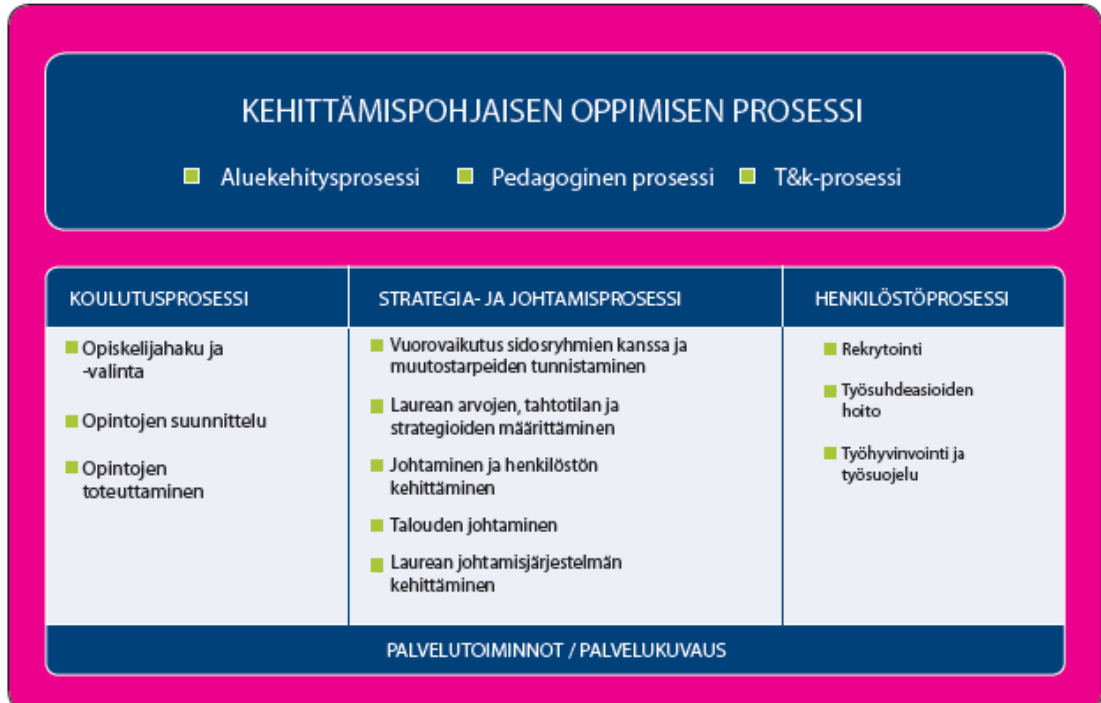 KEHITTÄMISPOHJAISEN OPPIMISEN PROSESSI
Aluekehitysprosessi Pedagoginen prosessi T&k-prosessi
KOULUTUSPROSESSI
Opiskelijahaku ja
-valinta
Opintojen suunnittelu
Opintojen
toteuttaminen
STRATEGIA- JA JOHTAMISPROSESSI
Vuorovaikutus sidosryhmien kanssa ja
muutostarpeiden tunnistaminen
Laurean arvojen, tahtotilan ja
strategioiden määrittäminen
Johtaminen ja henkilöstön
kehittäminen
Talouden johtaminen
Laurean johtamisjärjestelmän
kehittäminen
HENKILÖSTÖPROSESSI
Rekrytointi
Työsuhdeasioiden
hoito
Työhyvinvointi ja
työsuojelu
PALVELUTOIMINNOT / PALVELUKUVAUS